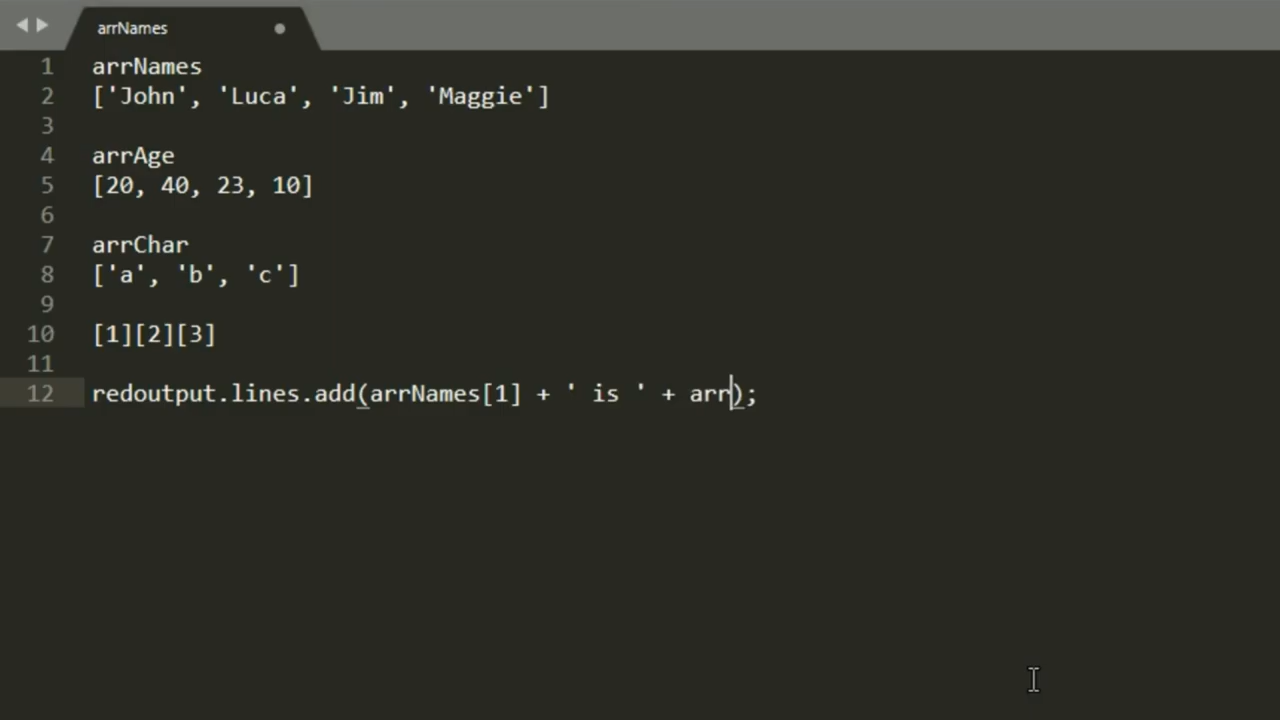 arrNames
1 arrNames
2 ['John', 'Luca', 'Jim', 'Maggie']
3
4 arrAge
5 [20, 40, 23, 10]
6
7 arrChar
8 ['a', 'b', 'c']
9
10 [1][2][3]
11
12 redoutput.lines.add(arrNames[1] + ' is ' + arr);